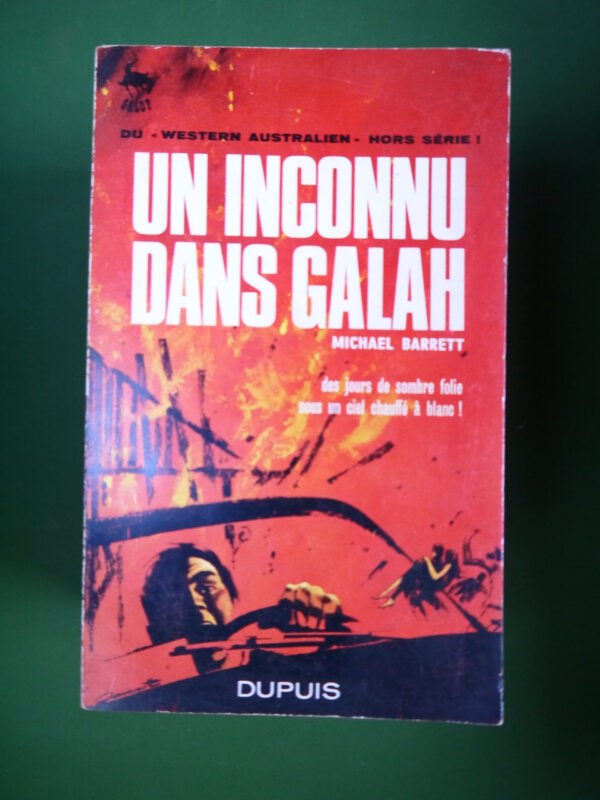 GAG07
DU "WESTERN AUSTRALIEN" HORS SÉRIE !
UN INCONNU
DANS GALAH
MICHAEL BARRETT
des jours de sombre folie
sous un ciel chauffé à blanc !
DUPUIS